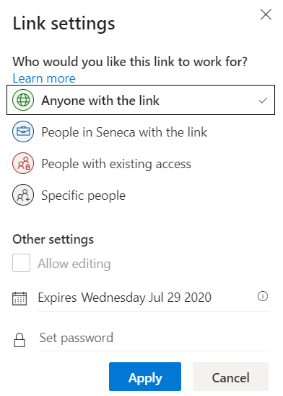 Link settings
Who would you like this link to work for?
Learn more
Anyone with the link
People in Seneca with the link
People with existing access
Specific people
Other settings
Allow editing
Expires Wednesday Jul 29 2020
Set password
Apply
Cancel